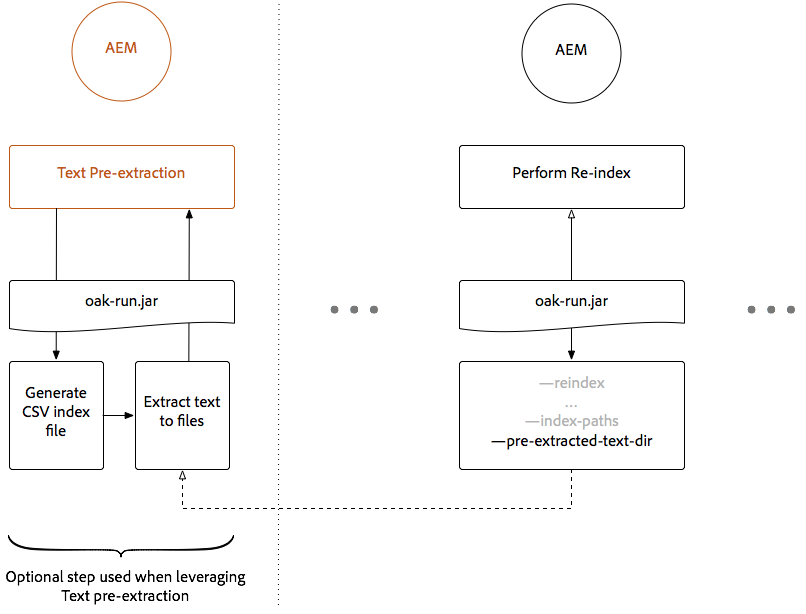 AEM
Text Pre-extraction
oak-run.jar
Generate
CSV index
file
Extract text
to files
Optional step used when leveraging
Text pre-extraction
AEM
Perform Re-index
oak-run.jar
—reindex
...
—index-paths
—pre-extracted-text-dir